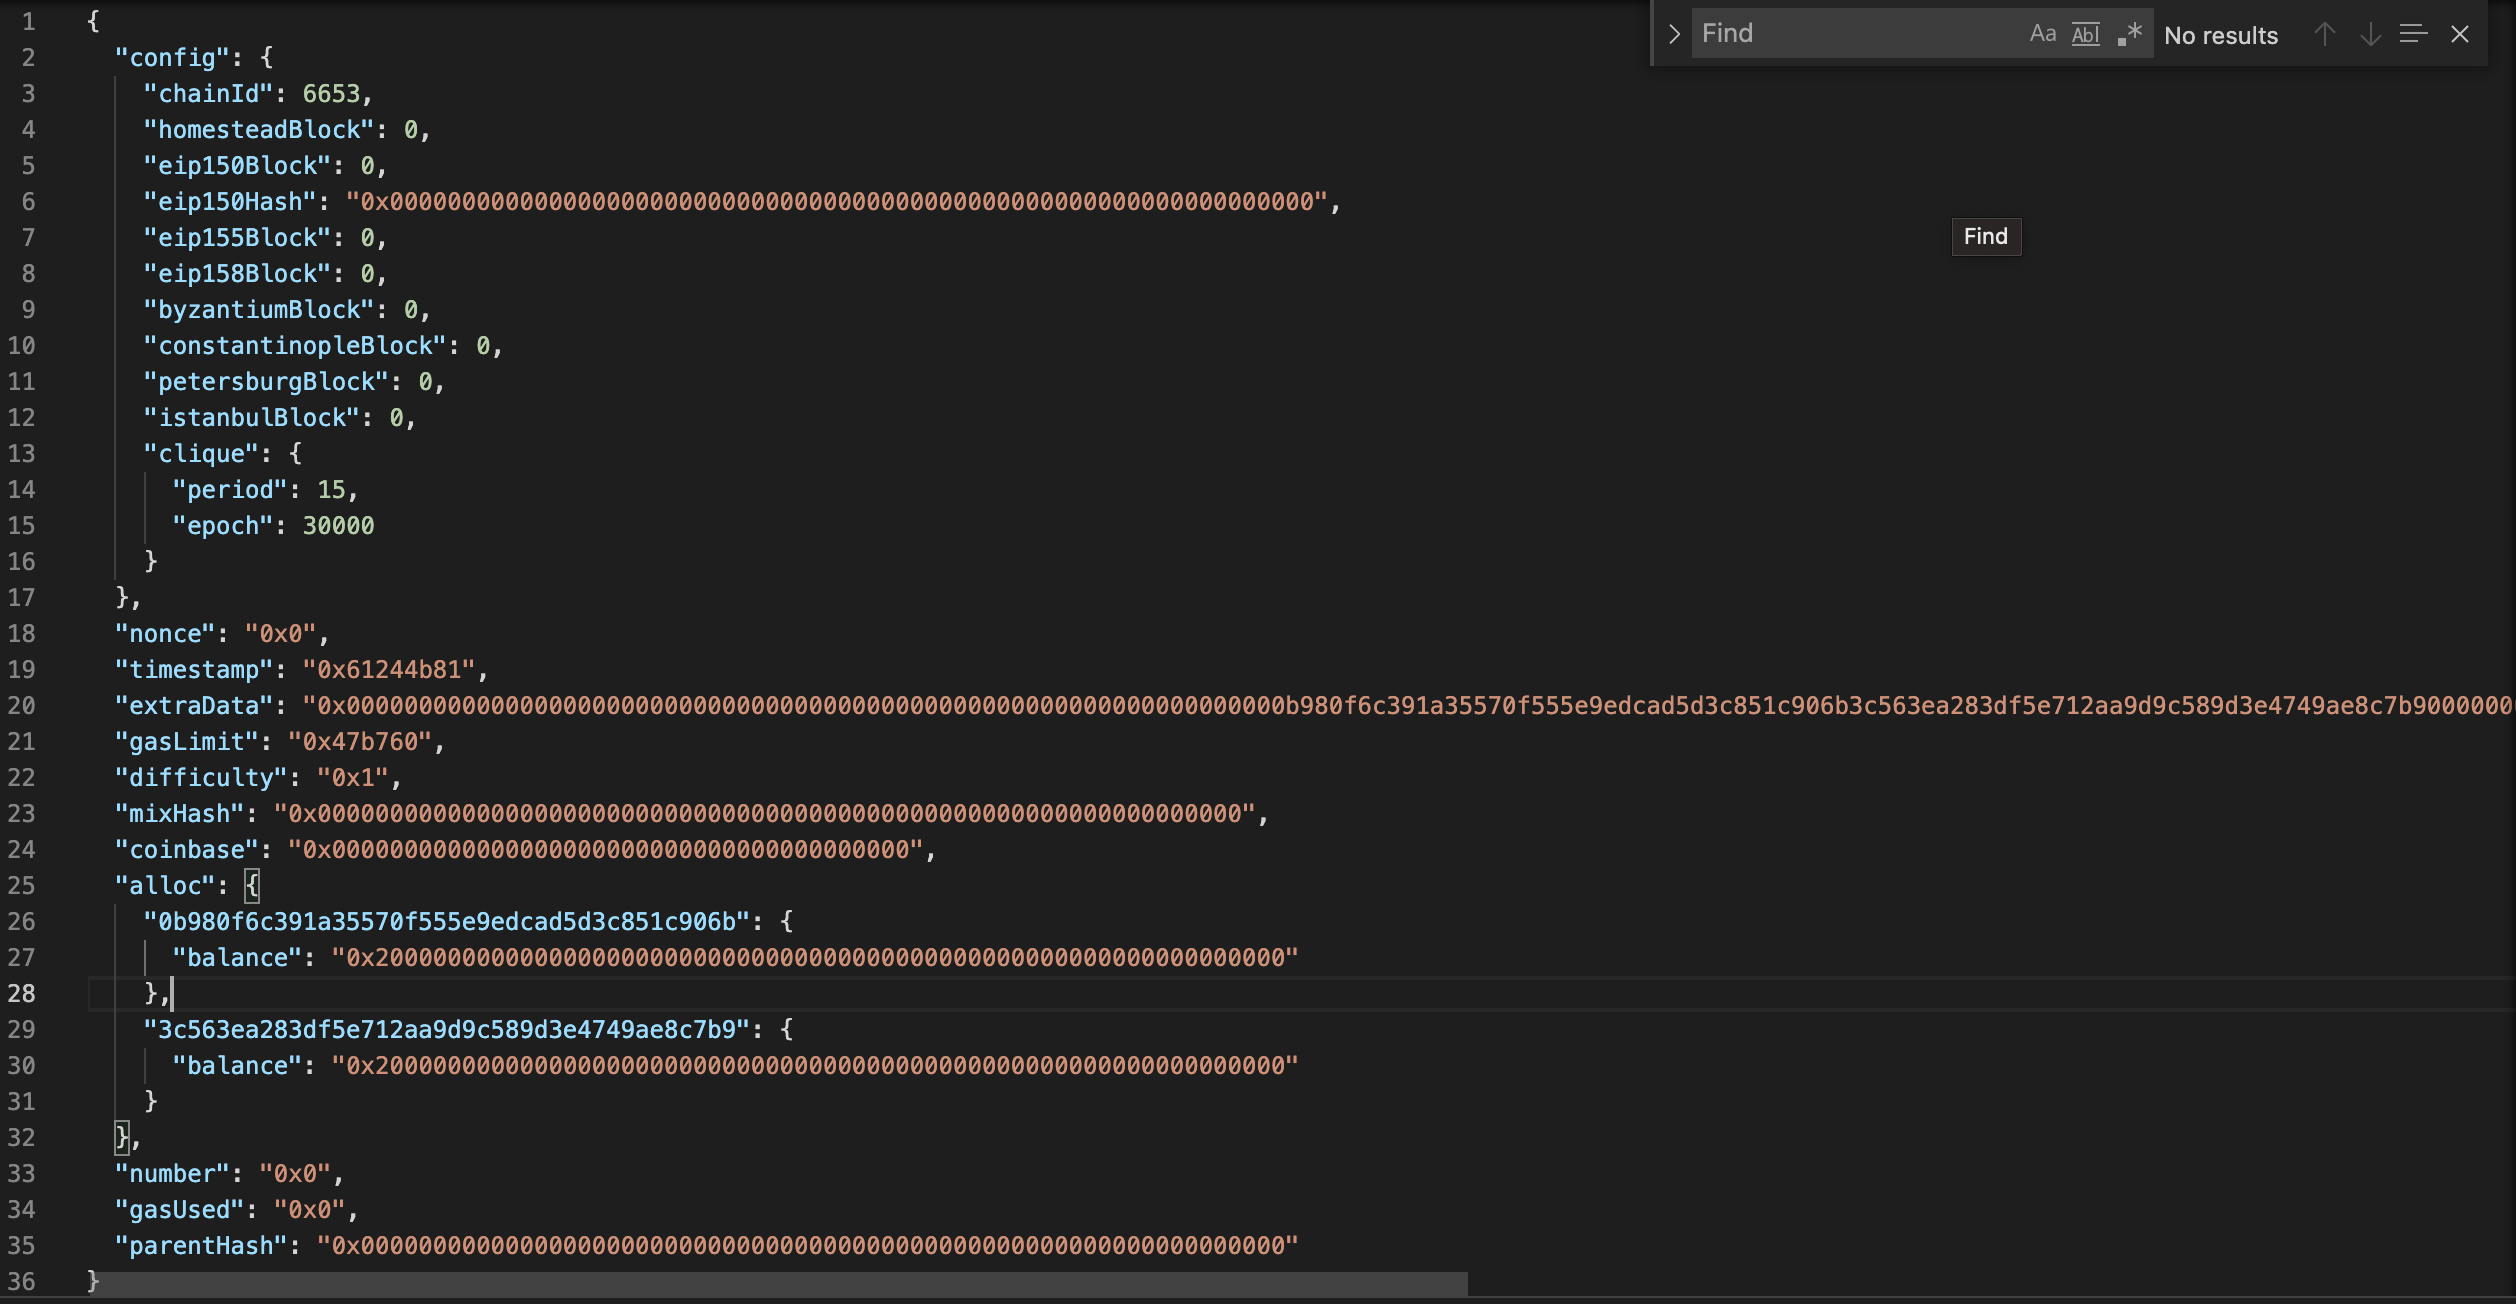 1 {
2 "config": {
3 "chainId": 6653,
4 "homesteadBlock": 0,
5 "eip150Block": 0,
6 "eip150Hash": "0x0000000000000000000000000000000000000000000000000000000000000000",
7 "eip155Block": 0,
8 "eip158Block": 0,
9 "byzantiumBlock": 0,
10 "constantinopleBlock": 0,
11 "petersburgBlock": 0,
12 "istanbulBlock": 0,
13 "clique": {
14 "period": 15,
15 "epoch": 30000
16 }
17 },
18 "nonce": "0x0",
19 "timestamp": "0x61244b81",
20 "extraData": "0x00000000000000000000000000000000000000000000000000000000000000000b980f6c391a35570f555e9edcad5d3c851c906b3c563ea283df5e712aa9d9c589d3e4749ae8c7b9000000
21 "gasLimit": "0x47b760",
22 "difficulty": "0x1",
23 "mixHash": "0x0000000000000000000000000000000000000000000000000000000000000000",
24 "coinbase": "0x0000000000000000000000000000000000000000",
25 "alloc": {
26 "0b980f6c391a35570f555e9edcad5d3c851c906b": {
27 "balance": "0x200000000000000000000000000000000000000000000000000000000000000"
28 },
29 "3c563ea283df5e712aa9d9c589d3e4749ae8c7b9": {
30 "balance": "0x200000000000000000000000000000000000000000000000000000000000000"
31 }
32 },
33 "number": "0x0",
34 "gasUsed": "0x0",
35 "parentHash": "0x0000000000000000000000000000000000000000000000000000000000000000"
36 }
Find Aa Abl .* No results
Find